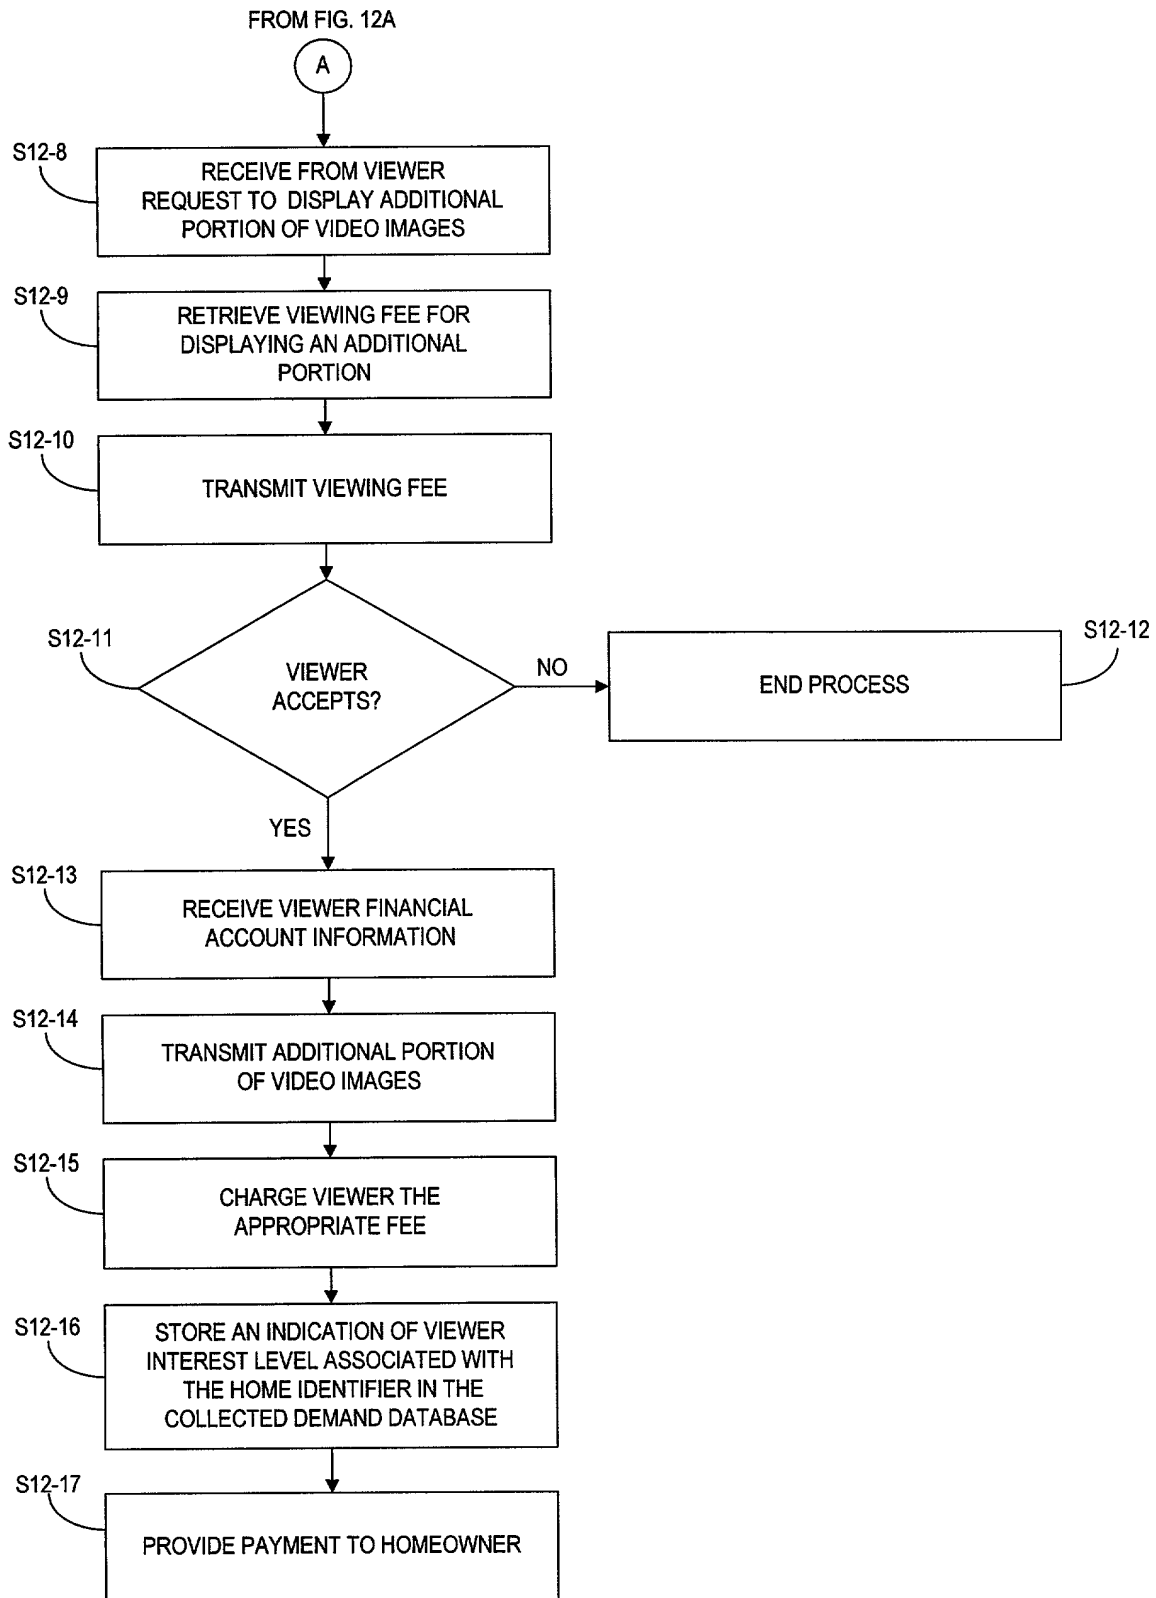 FROM FIG. 12A
A
S12-8
RECEIVE FROM VIEWER
REQUEST TO DISPLAY ADDITIONAL
PORTION OF VIDEO IMAGES
S12-9
RETRIEVE VIEWING FEE FOR
DISPLAYING AN ADDITIONAL
PORTION
S12-10
TRANSMIT VIEWING FEE
S12-11
VIEWER
ACCEPTS?
NO
S12-12
END PROCESS
YES
S12-13
RECEIVE VIEWER FINANCIAL
ACCOUNT INFORMATION
S12-14
TRANSMIT ADDITIONAL PORTION
OF VIDEO IMAGES
S12-15
CHARGE VIEWER THE
APPROPRIATE FEE
S12-16
STORE AN INDICATION OF VIEWER
INTEREST LEVEL ASSOCIATED WITH
THE HOME IDENTIFIER IN THE
COLLECTED DEMAND DATABASE
S12-17
PROVIDE PAYMENT TO HOMEOWNER